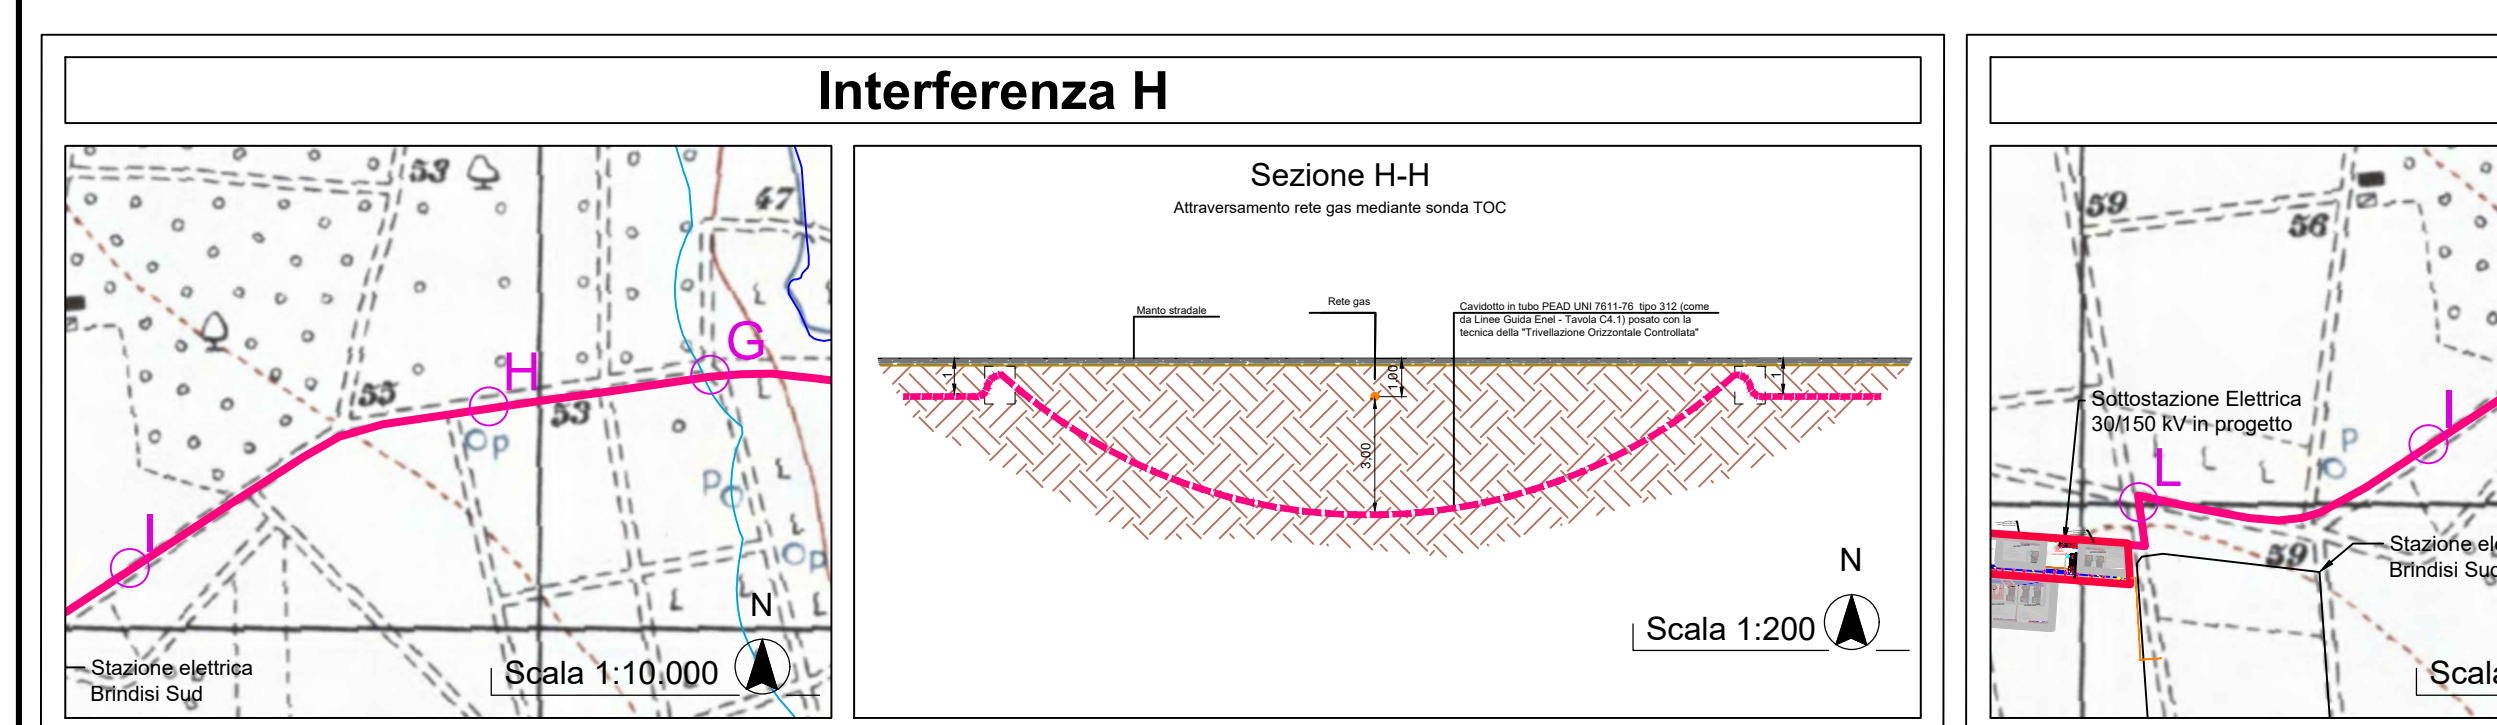 Interferenza H
53
47
G
H
55
53
p
P
p
I
N
Scala 1:10.000
Stazione elettrica
Brindisi Sud
Sezione H-H
Attraversamento rete gas mediante sonda TOC
Manto stradale
Rete gas
Cavidotto in tubo PEAD UNI 7611-76 tipo 312 (come
da Linee Guida Enel - Tavola C4.1) posato con la
tecnica della "Trivellazione Orizzontale Controllata"
1
1,00
1
3,00
N
Scala 1:200
59
56
Sottostazione Elettrica
30/150 kV in progetto
I
P
L
59
Stazione ele
Brindisi Sud
Scala